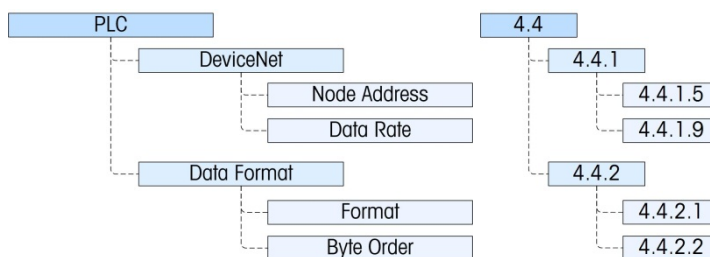 PLC 4.4
DeviceNet 4.4.1
Node Address 4.4.1.5
Data Rate 4.4.1.9
Data Format 4.4.2
Format 4.4.2.1
Byte Order 4.4.2.2